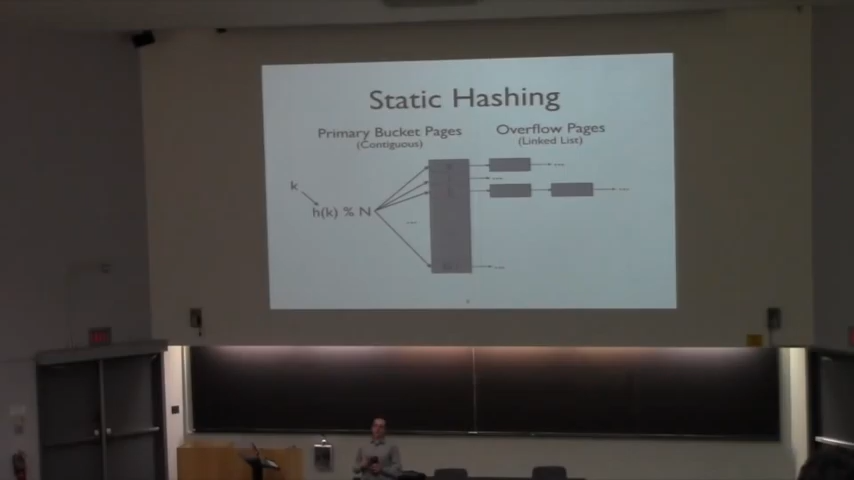 Static Hashing
Primary Bucket Pages
(Contiguous)
Overflow Pages
(Linked List)
k
h(k) % N
....
....
....
....
....